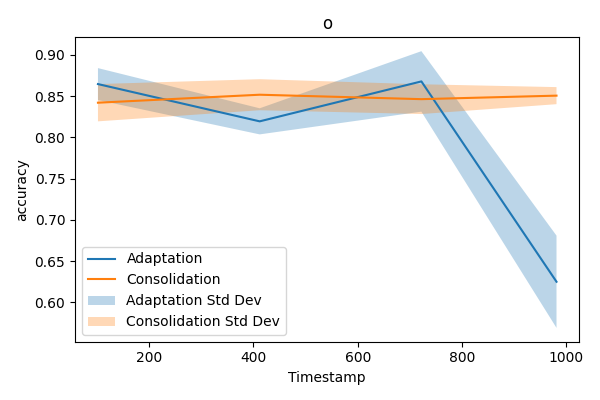 o
0.90
0.85
0.80
0.75
0.70
0.65
0.60
accuracy
Adaptation
Consolidation
Adaptation Std Dev
Consolidation Std Dev
200 400 600 800 1000
Timestamp